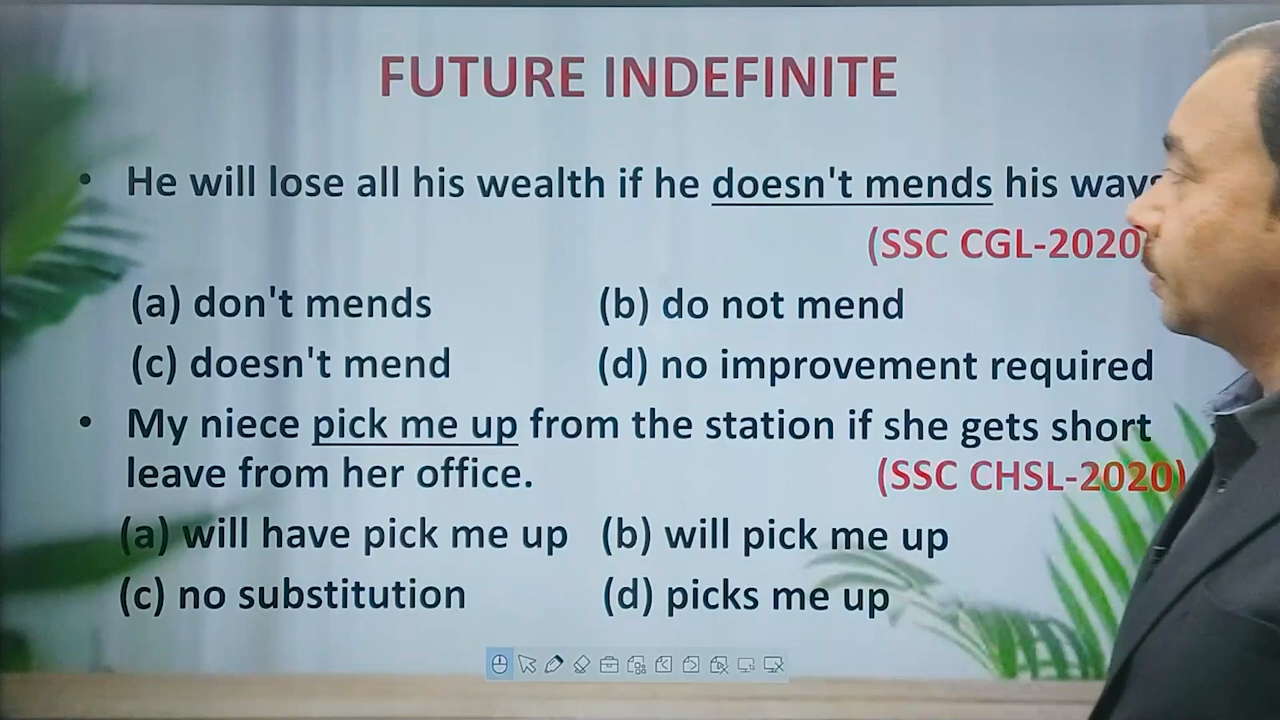 FUTURE INDEFINITE
• He will lose all his wealth if he doesn't mends his
(SSC CGL-2020
(a) don't mends (b) do not mend
(c) doesn't mend (d) no improvement required
• My niece pick me up from the station if she gets short
leave from her office. (SSC CHSL-2020)
(a) will have pick me up (b) will pick me up
(c) no substitution (d) picks me up